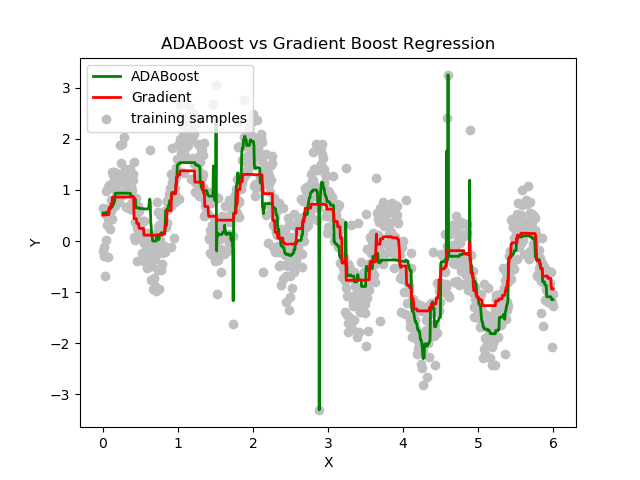 ADABoost vs Gradient Boost Regression
ADABoost
Gradient
training samples
Y
3
2
1
0
−1
−2
−3
0 1 2 3 4 5 6
X